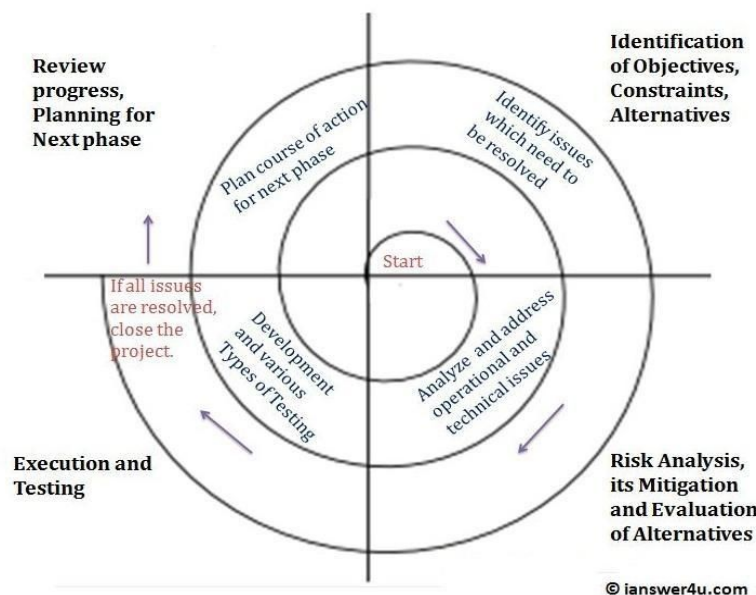 Review
progress,
Planning for
Next phase
Identification
of Objectives,
Constraints,
Alternatives
Plan course of action
for next phase
Identify issues
which need to
be resolved
Start
If all issues
are resolved,
close the
project.
Development
and various
Types of Testing
Analyze and address
operational and
technical issues
Execution and
Testing
Risk Analysis,
its Mitigation
and Evaluation
of Alternatives
© ianswer4u.com